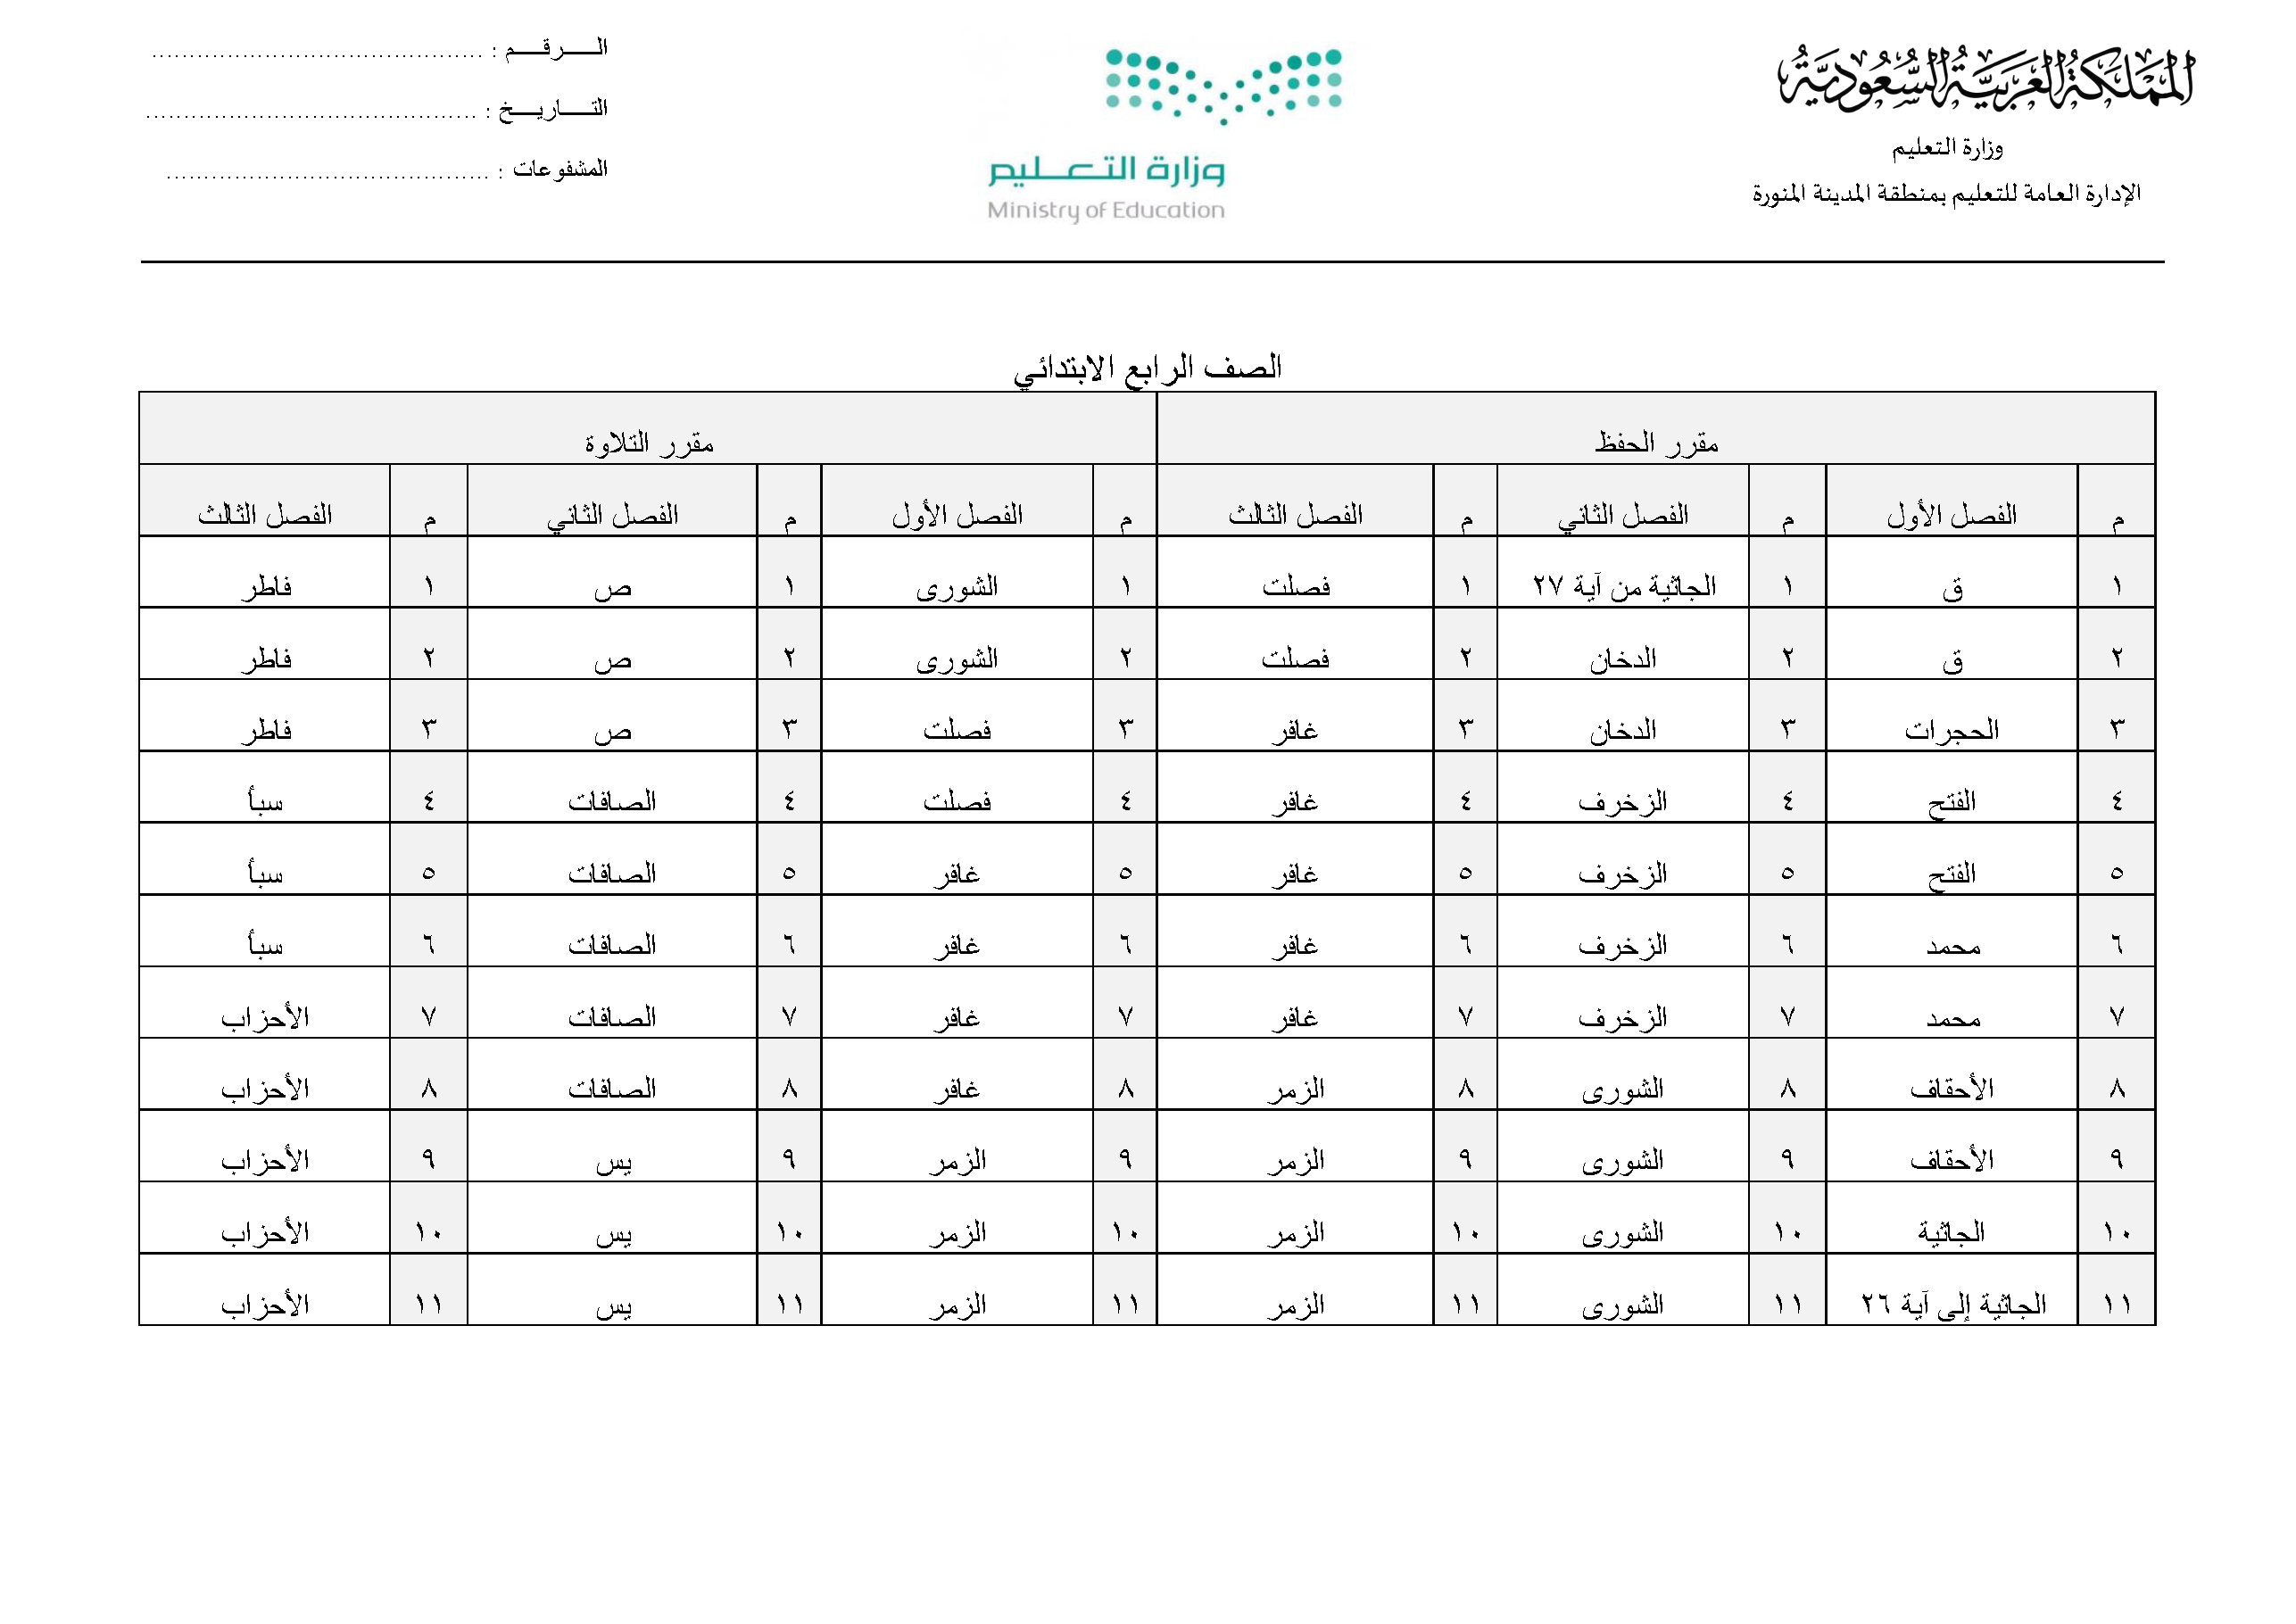 المملكة العربية السعودية
وزارة التعليم
الإدارة العامة للتعليم بمنطقة المدينة المنورة
وزارة التعليم
Ministry of Education
الرقم : ............................................
التاريخ : ............................................
المشفوعات : ...........................................
الصف الرابع الابتدائي
مقرر الحفظ مقرر التلاوة
م الفصل الأول م الفصل الثاني م الفصل الثالث م الفصل الأول م الفصل الثاني م الفصل الثالث
١ ق ١ الجاثية من آية ٢٧ ١ فصلت ١ الشورى ١ ص ١ فاطر
٢ ق ٢ الدخان ٢ فصلت ٢ الشورى ٢ ص ٢ فاطر
٣ الحجرات ٣ الدخان ٣ غافر ٣ فصلت ٣ ص ٣ فاطر
٤ الفتح ٤ الزخرف ٤ غافر ٤ فصلت ٤ الصافات ٤ سبأ
٥ الفتح ٥ الزخرف ٥ غافر ٥ غافر ٥ الصافات ٥ سبأ
٦ محمد ٦ الزخرف ٦ غافر ٦ غافر ٦ الصافات ٦ سبأ
٧ محمد ٧ الزخرف ٧ غافر ٧ غافر ٧ الصافات ٧ الأحزاب
٨ الأحقاف ٨ الشورى ٨ الزمر ٨ غافر ٨ الصافات ٨ الأحزاب
٩ الأحقاف ٩ الشورى ٩ الزمر ٩ الزمر ٩ يس ٩ الأحزاب
١٠ الجاثية ١٠ الشورى ١٠ الزمر ١٠ الزمر ١٠ يس ١٠ الأحزاب
١١ الجاثية إلى آية ٢٦ ١١ الشورى ١١ الزمر ١١ الزمر ١١ يس ١١ الأحزاب